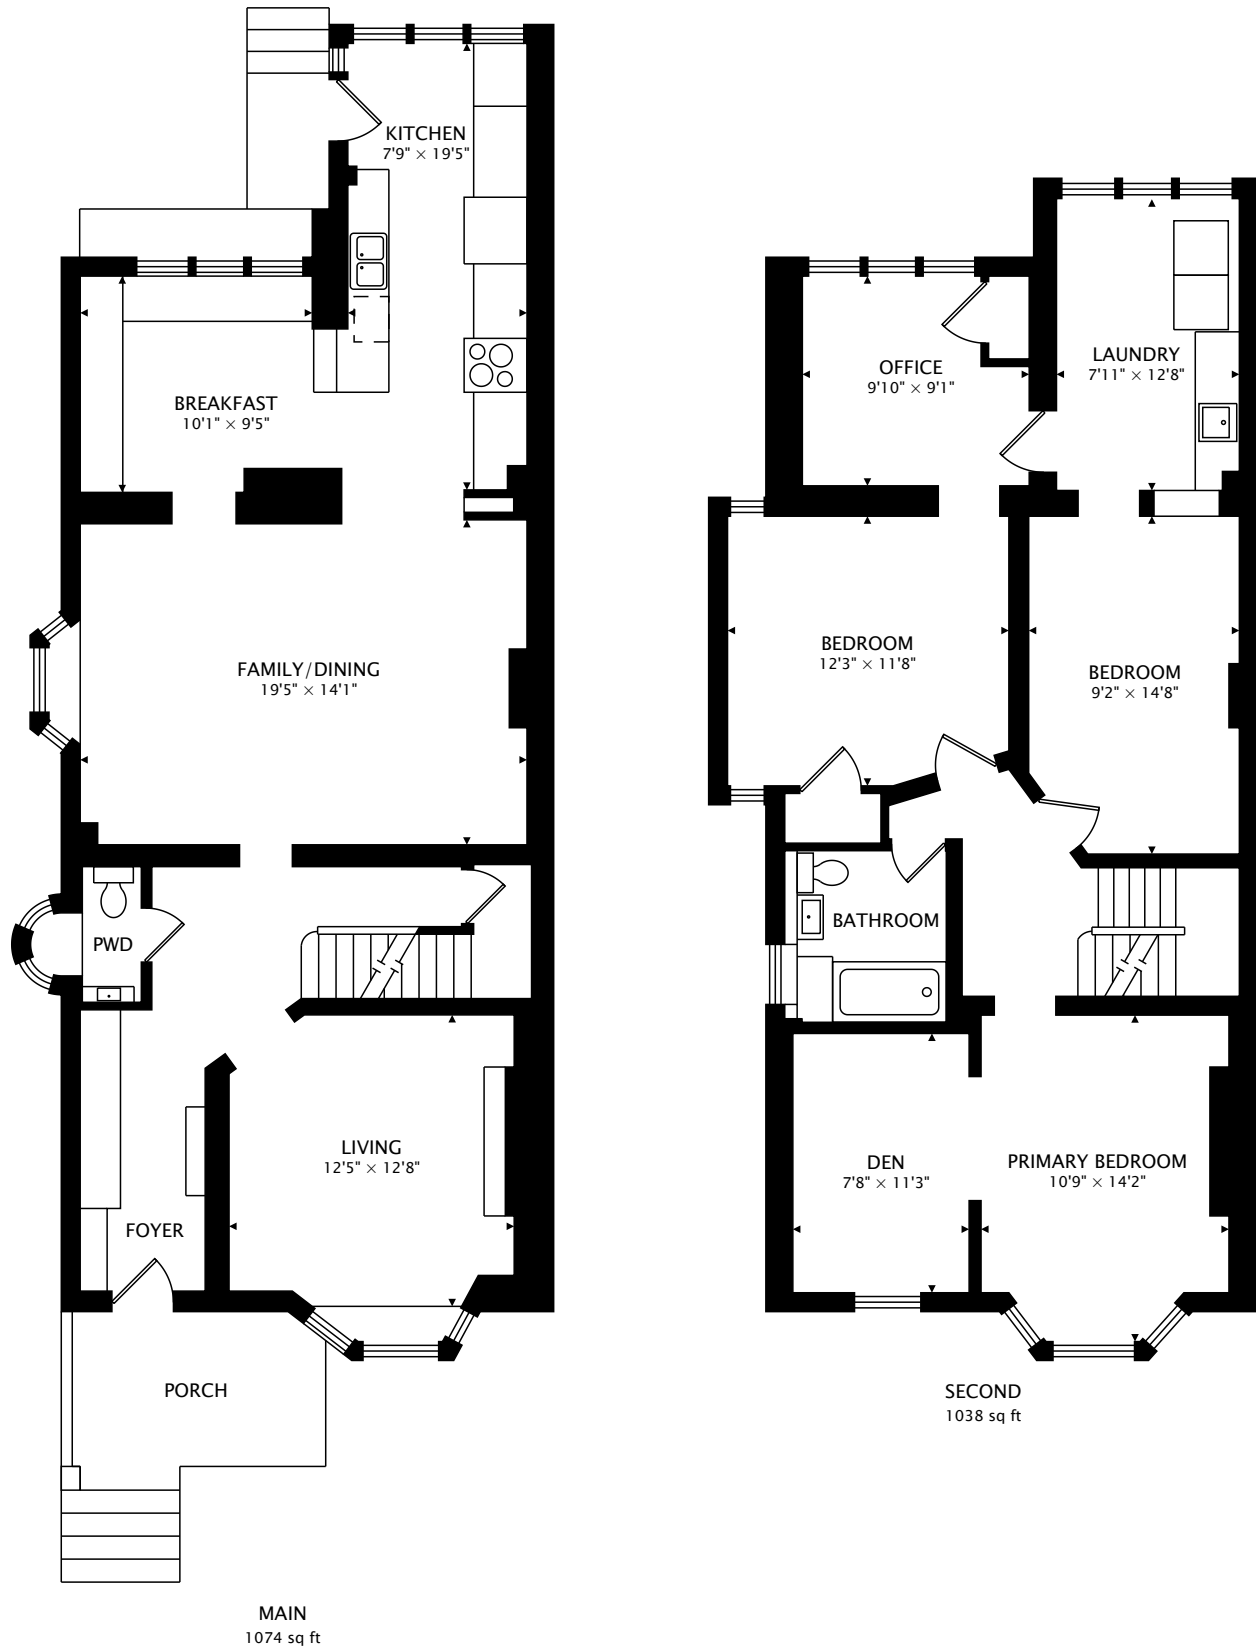 KITCHEN
7'9" × 19'5"
BREAKFAST
10'1" × 9'5"
FAMILY/DINING
19'5" × 14'1"
PWD
LIVING
12'5" × 12'8"
FOYER
PORCH
MAIN
1074 sq ft
OFFICE
9'10" × 9'1"
LAUNDRY
7'11" × 12'8"
BEDROOM
12'3" × 11'8"
BEDROOM
9'2" × 14'8"
BATHROOM
DEN
7'8" × 11'3"
PRIMARY BEDROOM
10'9" × 14'2"
SECOND
1038 sq ft